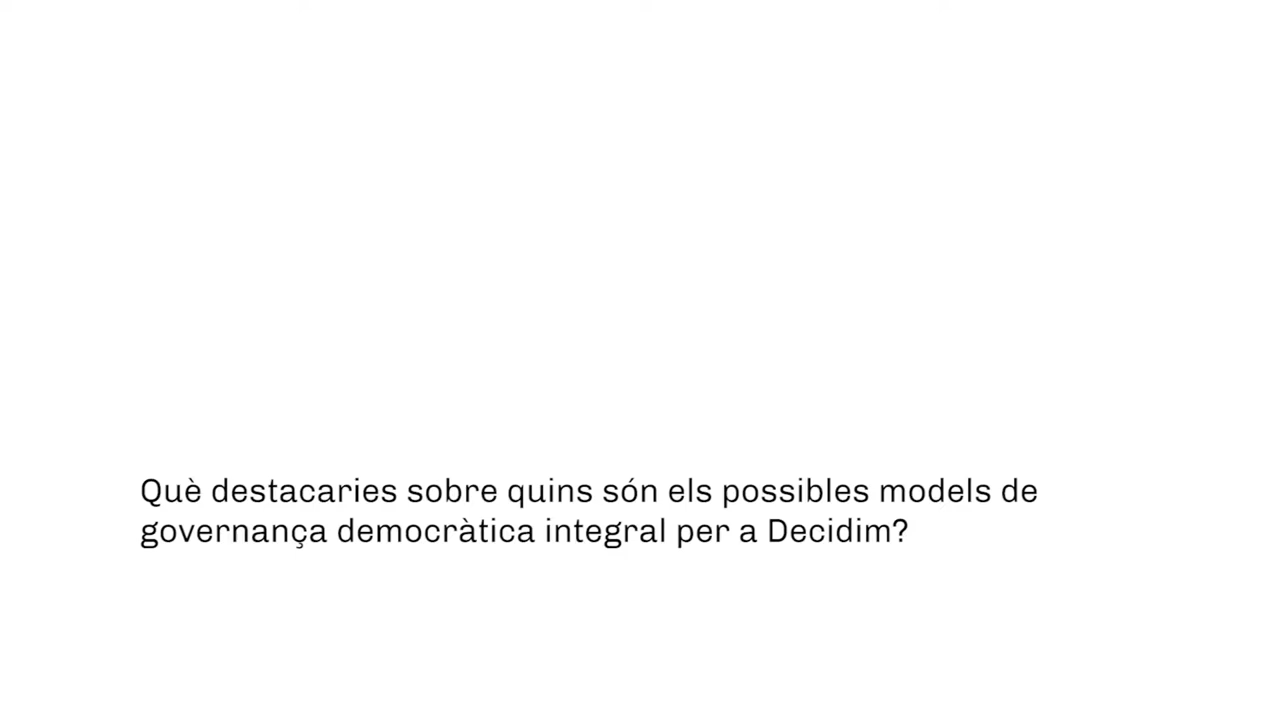 Què destacaries sobre quins són els possibles models de
governança democràtica integral per a Decidim?